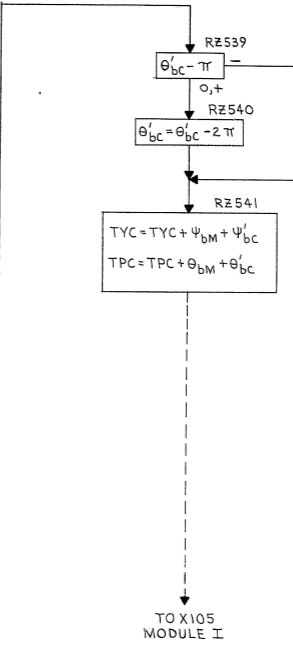 RZ539
θ'bc - π
-
0,+
RZ540
θ'bc = θ'bc - 2π
RZ541
TYC = TYC + ψbM + ψ'bc
TPC = TPC + θbM + θ'bc
TO X105
MODULE I